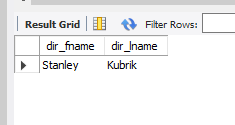 Result Grid Filter Rows:
dir_fname dir_lname
Stanley Kubrik